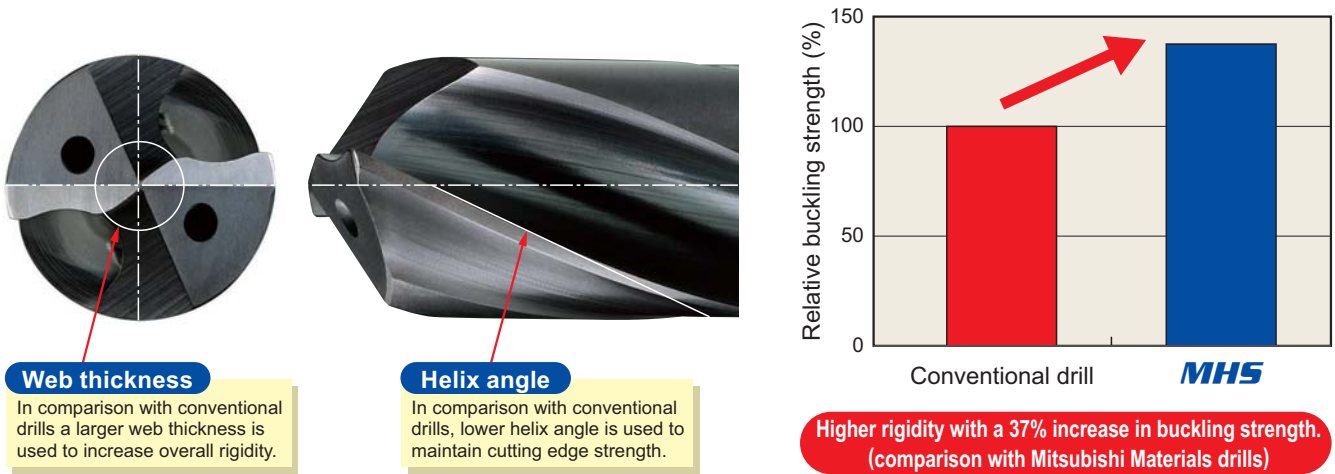 Web thickness
In comparison with conventional
drills a larger web thickness is
used to increase overall rigidity.
Helix angle
In comparison with conventional
drills, lower helix angle is used to
maintain cutting edge strength.
Relative buckling strength (%)
150
100
50
0
Conventional drill
MHS
Higher rigidity with a 37% increase in buckling strength.
(comparison with Mitsubishi Materials drills)